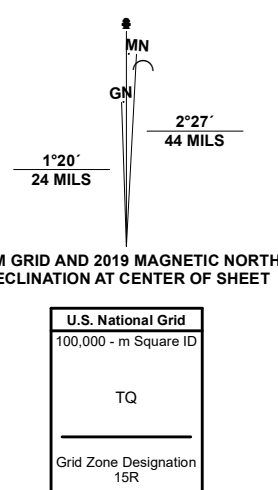 MN
GN
2°27´
44 MILS
1°20´
24 MILS
M GRID AND 2019 MAGNETIC NORTH
ECLINATION AT CENTER OF SHEET
U.S. National Grid
100,000 - m Square ID
TQ
Grid Zone Designation
15R